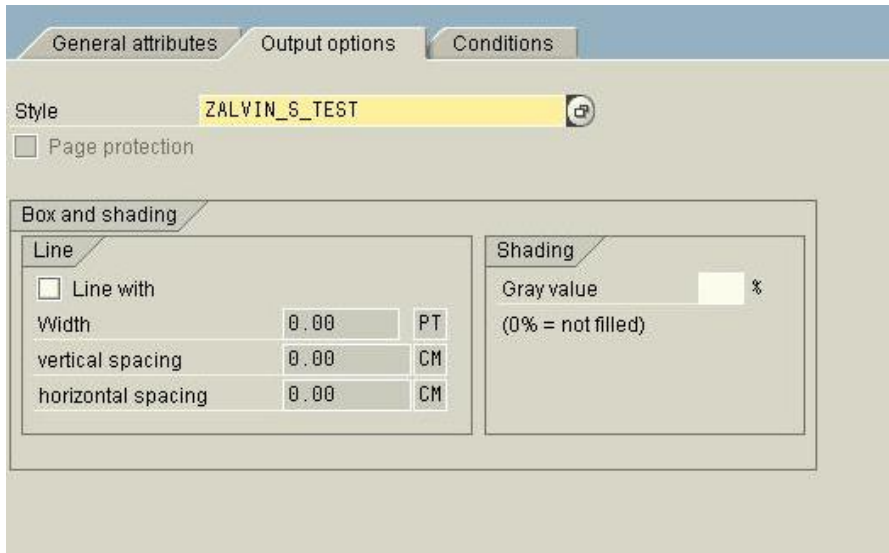 General attributes Output options Conditions
Style ZALVIN_S_TEST
Page protection
Box and shading
Line
Line with
Width 0.00 PT
vertical spacing 0.00 CM
horizontal spacing 0.00 CM
Shading
Gray value %
(0% = not filled)